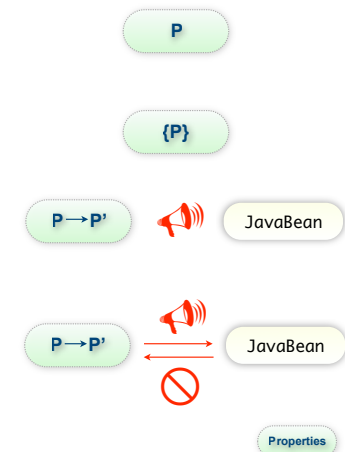 P
{P}
P→P' JavaBean
P→P' JavaBean
Properties